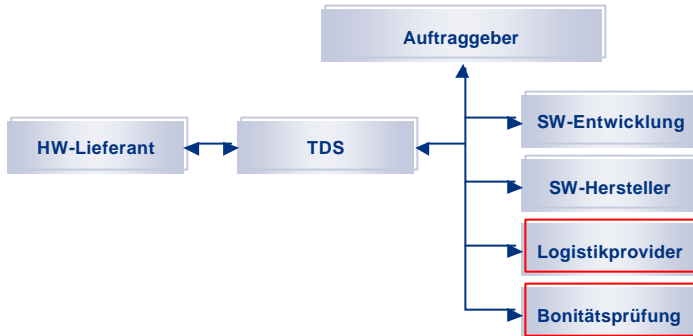 Auftraggeber
SW-Entwicklung
HW-Lieferant
TDS
SW-Hersteller
Logistikprovider
Bonitätsprüfung